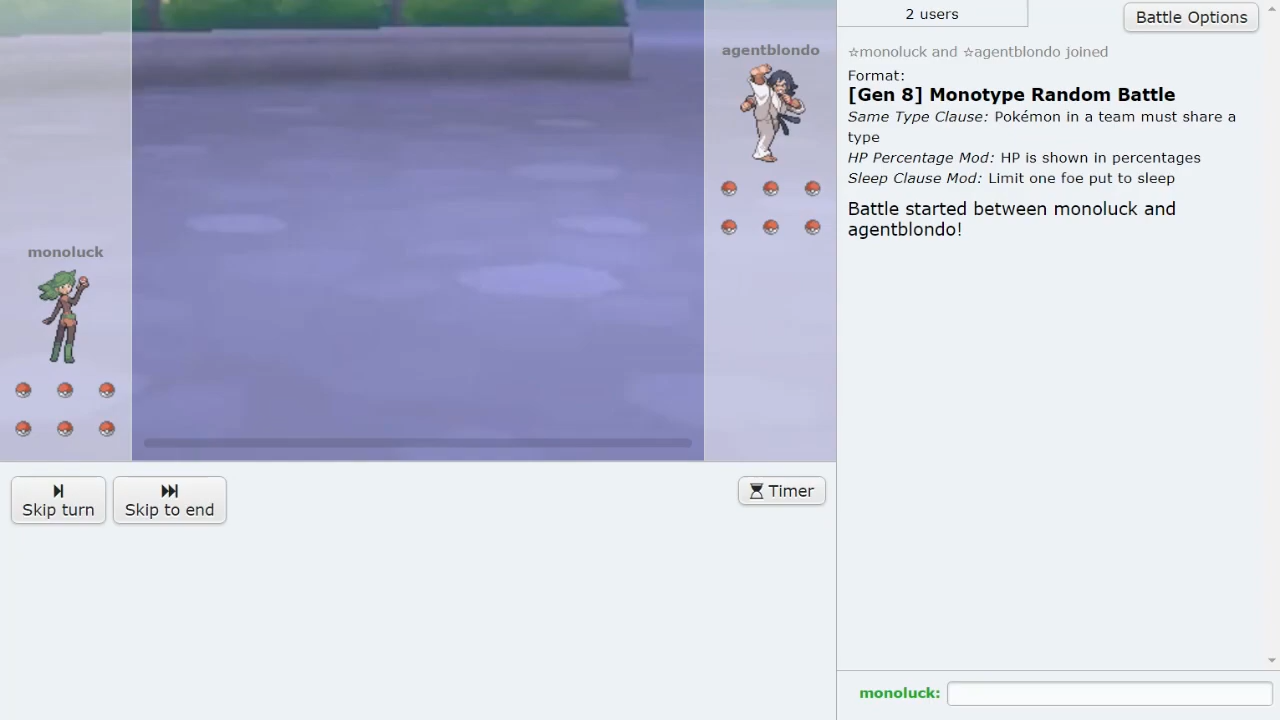 2 users
Battle Options
agentblondo
monoluck
☆monoluck and ☆agentblondo joined
Format:
[Gen 8] Monotype Random Battle
Same Type Clause: Pokémon in a team must share a
type
HP Percentage Mod: HP is shown in percentages
Sleep Clause Mod: Limit one foe put to sleep
Battle started between monoluck and
agentblondo!
Skip turn
Skip to end
Timer
monoluck: